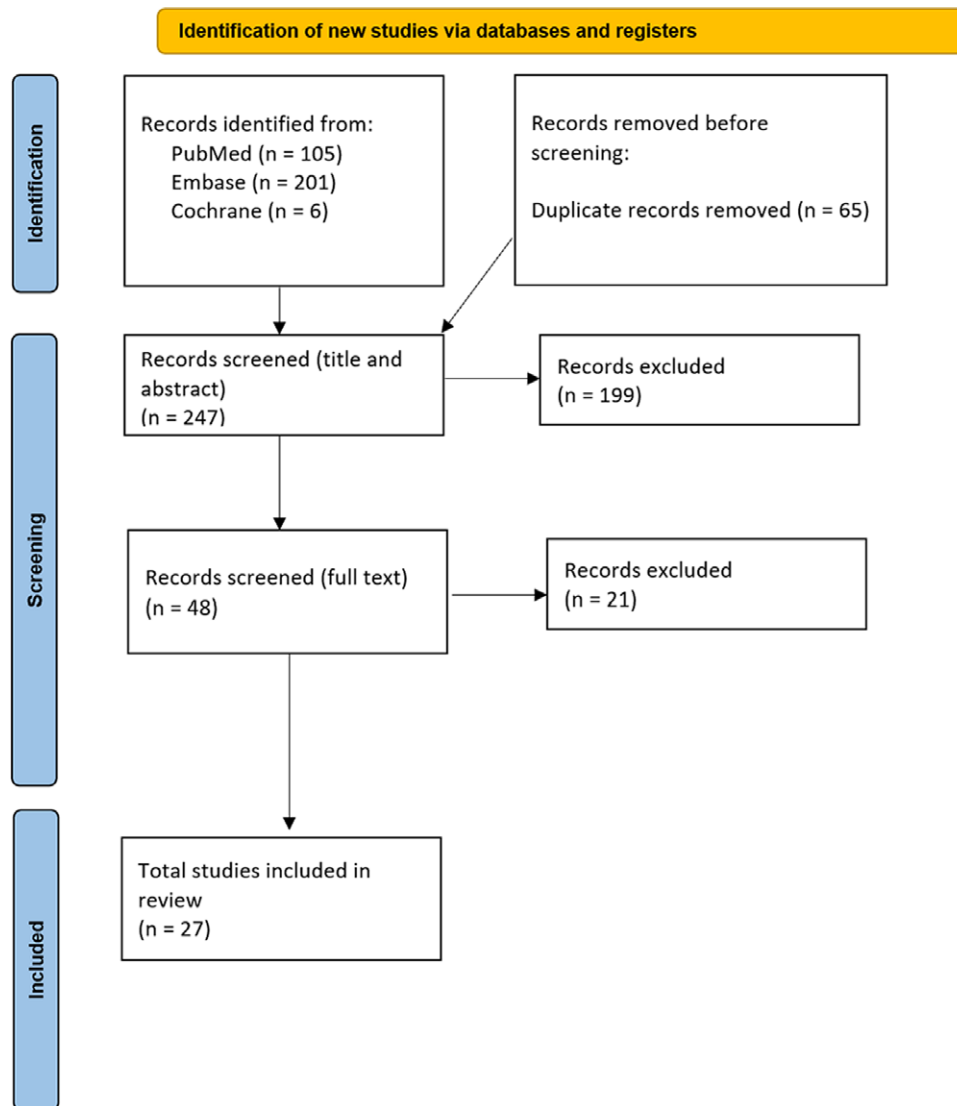 Identification of new studies via databases and registers
Identification
Records identified from:
PubMed (n = 105)
Embase (n = 201)
Cochrane (n = 6)
Records removed before
screening:
Duplicate records removed (n = 65)
Screening
Records screened (title and
abstract)
(n = 247)
Records excluded
(n = 199)
Records screened (full text)
(n = 48)
Records excluded
(n = 21)
Included
Total studies included in
review
(n = 27)